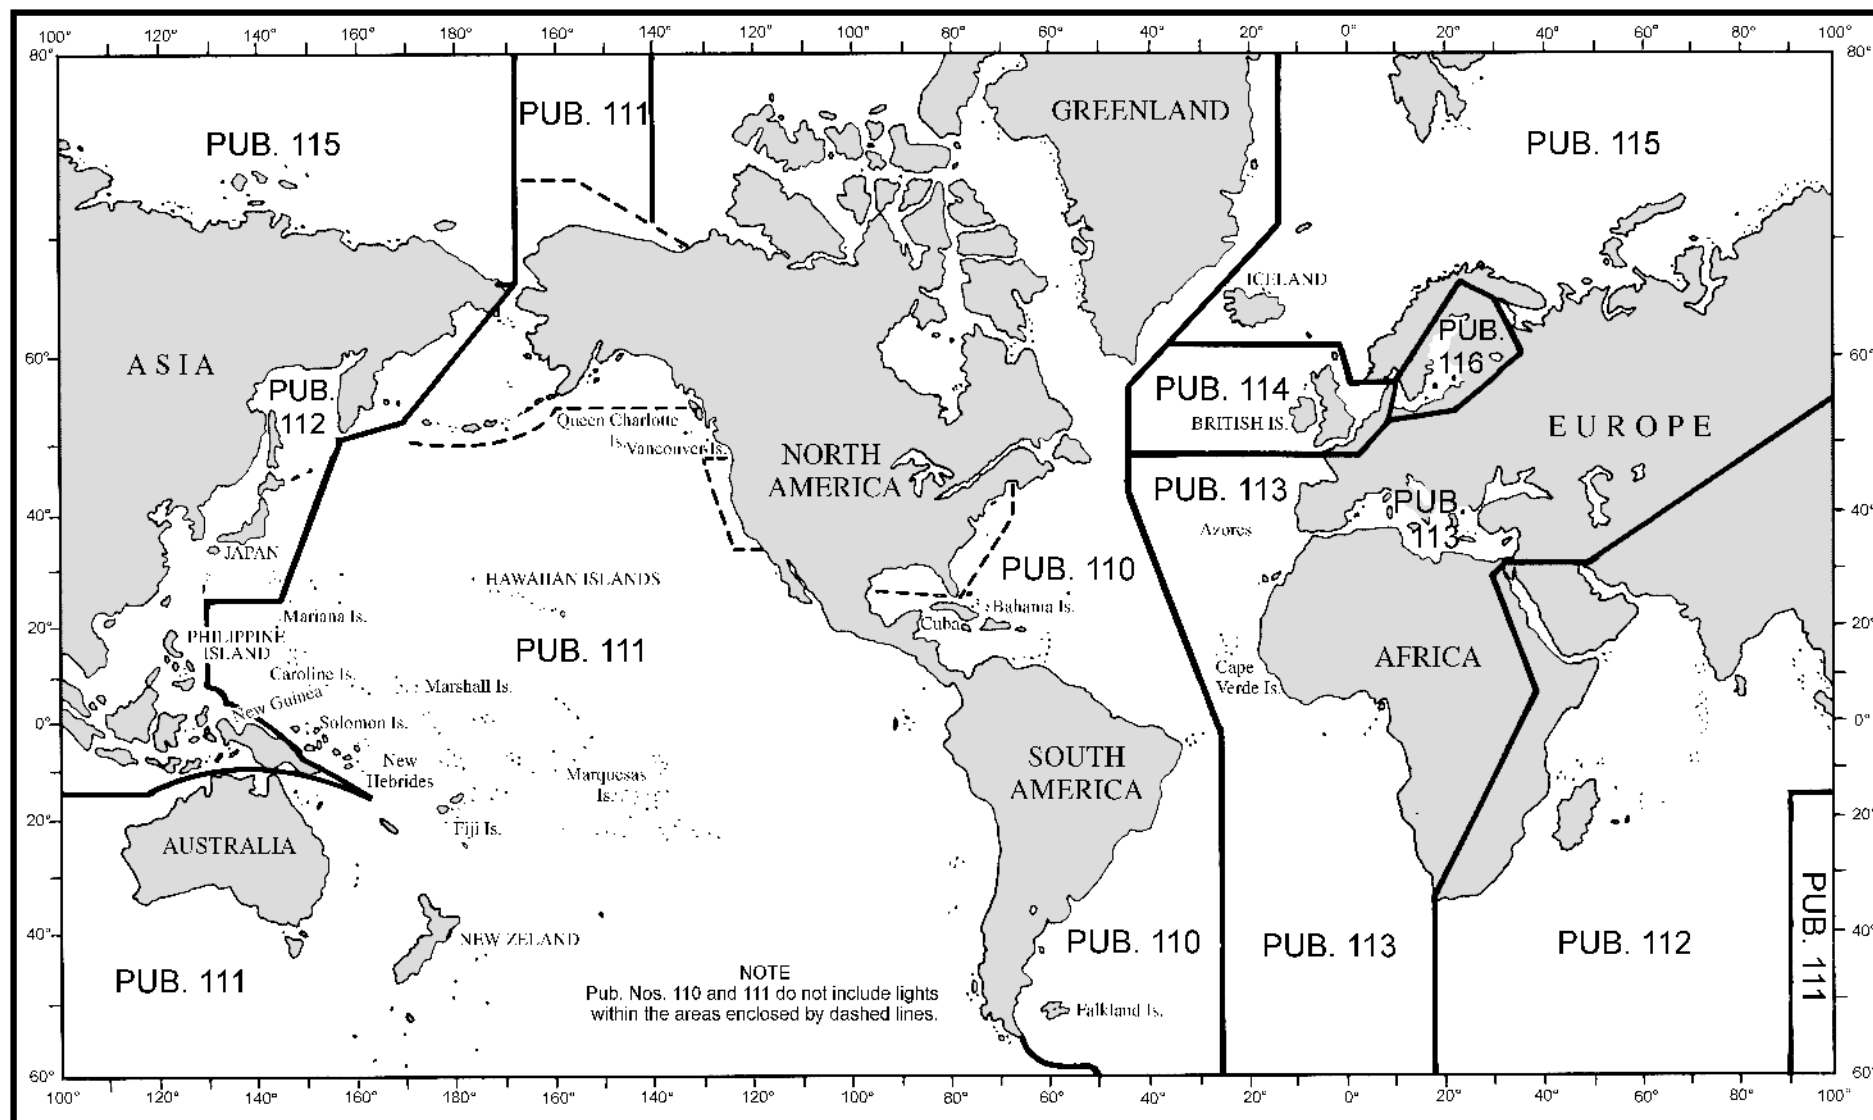 100° 120° 140° 160° 180° 160° 140° 120° 100° 80° 60° 40° 20° 0° 20° 40° 60° 80° 100°
80° 80°
PUB. 111
GREENLAND
PUB. 115
PUB. 115
ICELAND
PUB.
116
60° 60°
ASIA
PUB.
112
PUB. 114
BRITISH IS.
Queen Charlotte
Is.
Vancouver Is.
EUROPE
NORTH
AMERICA
PUB. 113
PUB
113
Azores
40° 40°
JAPAN
HAWAIIAN ISLANDS
PUB. 110
Bahama Is.
Cuba
Mariana Is.
20° 20°
PHILIPPINE
ISLAND
PUB. 111
AFRICA
Cape
Verde Is.
Caroline Is.
Marshall Is.
New Guinea
Solomon Is.
0° 0°
New
Hebrides
Marquesas
Is.
SOUTH
AMERICA
20° 20°
Fiji Is.
AUSTRALIA
40° 40°
NEW ZELAND
PUB. 110
PUB. 113
PUB. 112
PUB. 111
PUB. 111
NOTE
Pub. Nos. 110 and 111 do not include lights
within the areas enclosed by dashed lines.
Falkland Is.
60° 60°
100° 120° 140° 160° 180° 160° 140° 120° 100° 80° 60° 40° 20° 0° 20° 40° 60° 80° 100°